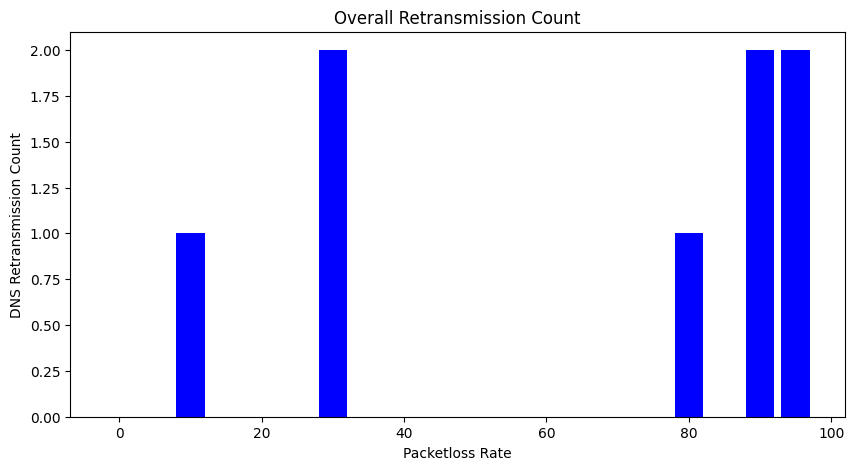 Overall Retransmission Count
DNS Retransmission Count
2.00
1.75
1.50
1.25
1.00
0.75
0.50
0.25
0.00
0 20 40 60 80 100
Packetloss Rate